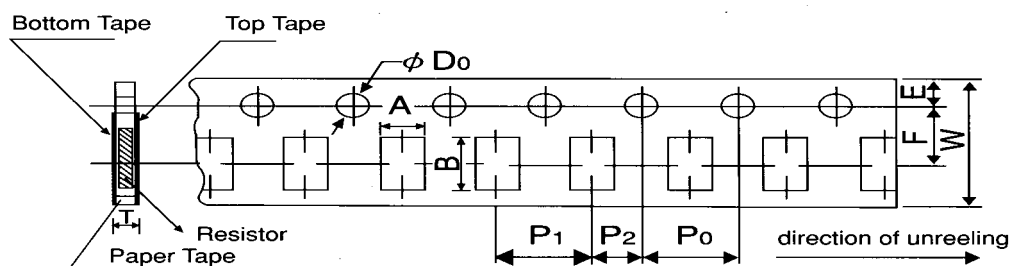 Bottom Tape
Top Tape
ϕ D0
A
B
E
F
W
T
Resistor
Paper Tape
P1
P2
P0
direction of unreeling